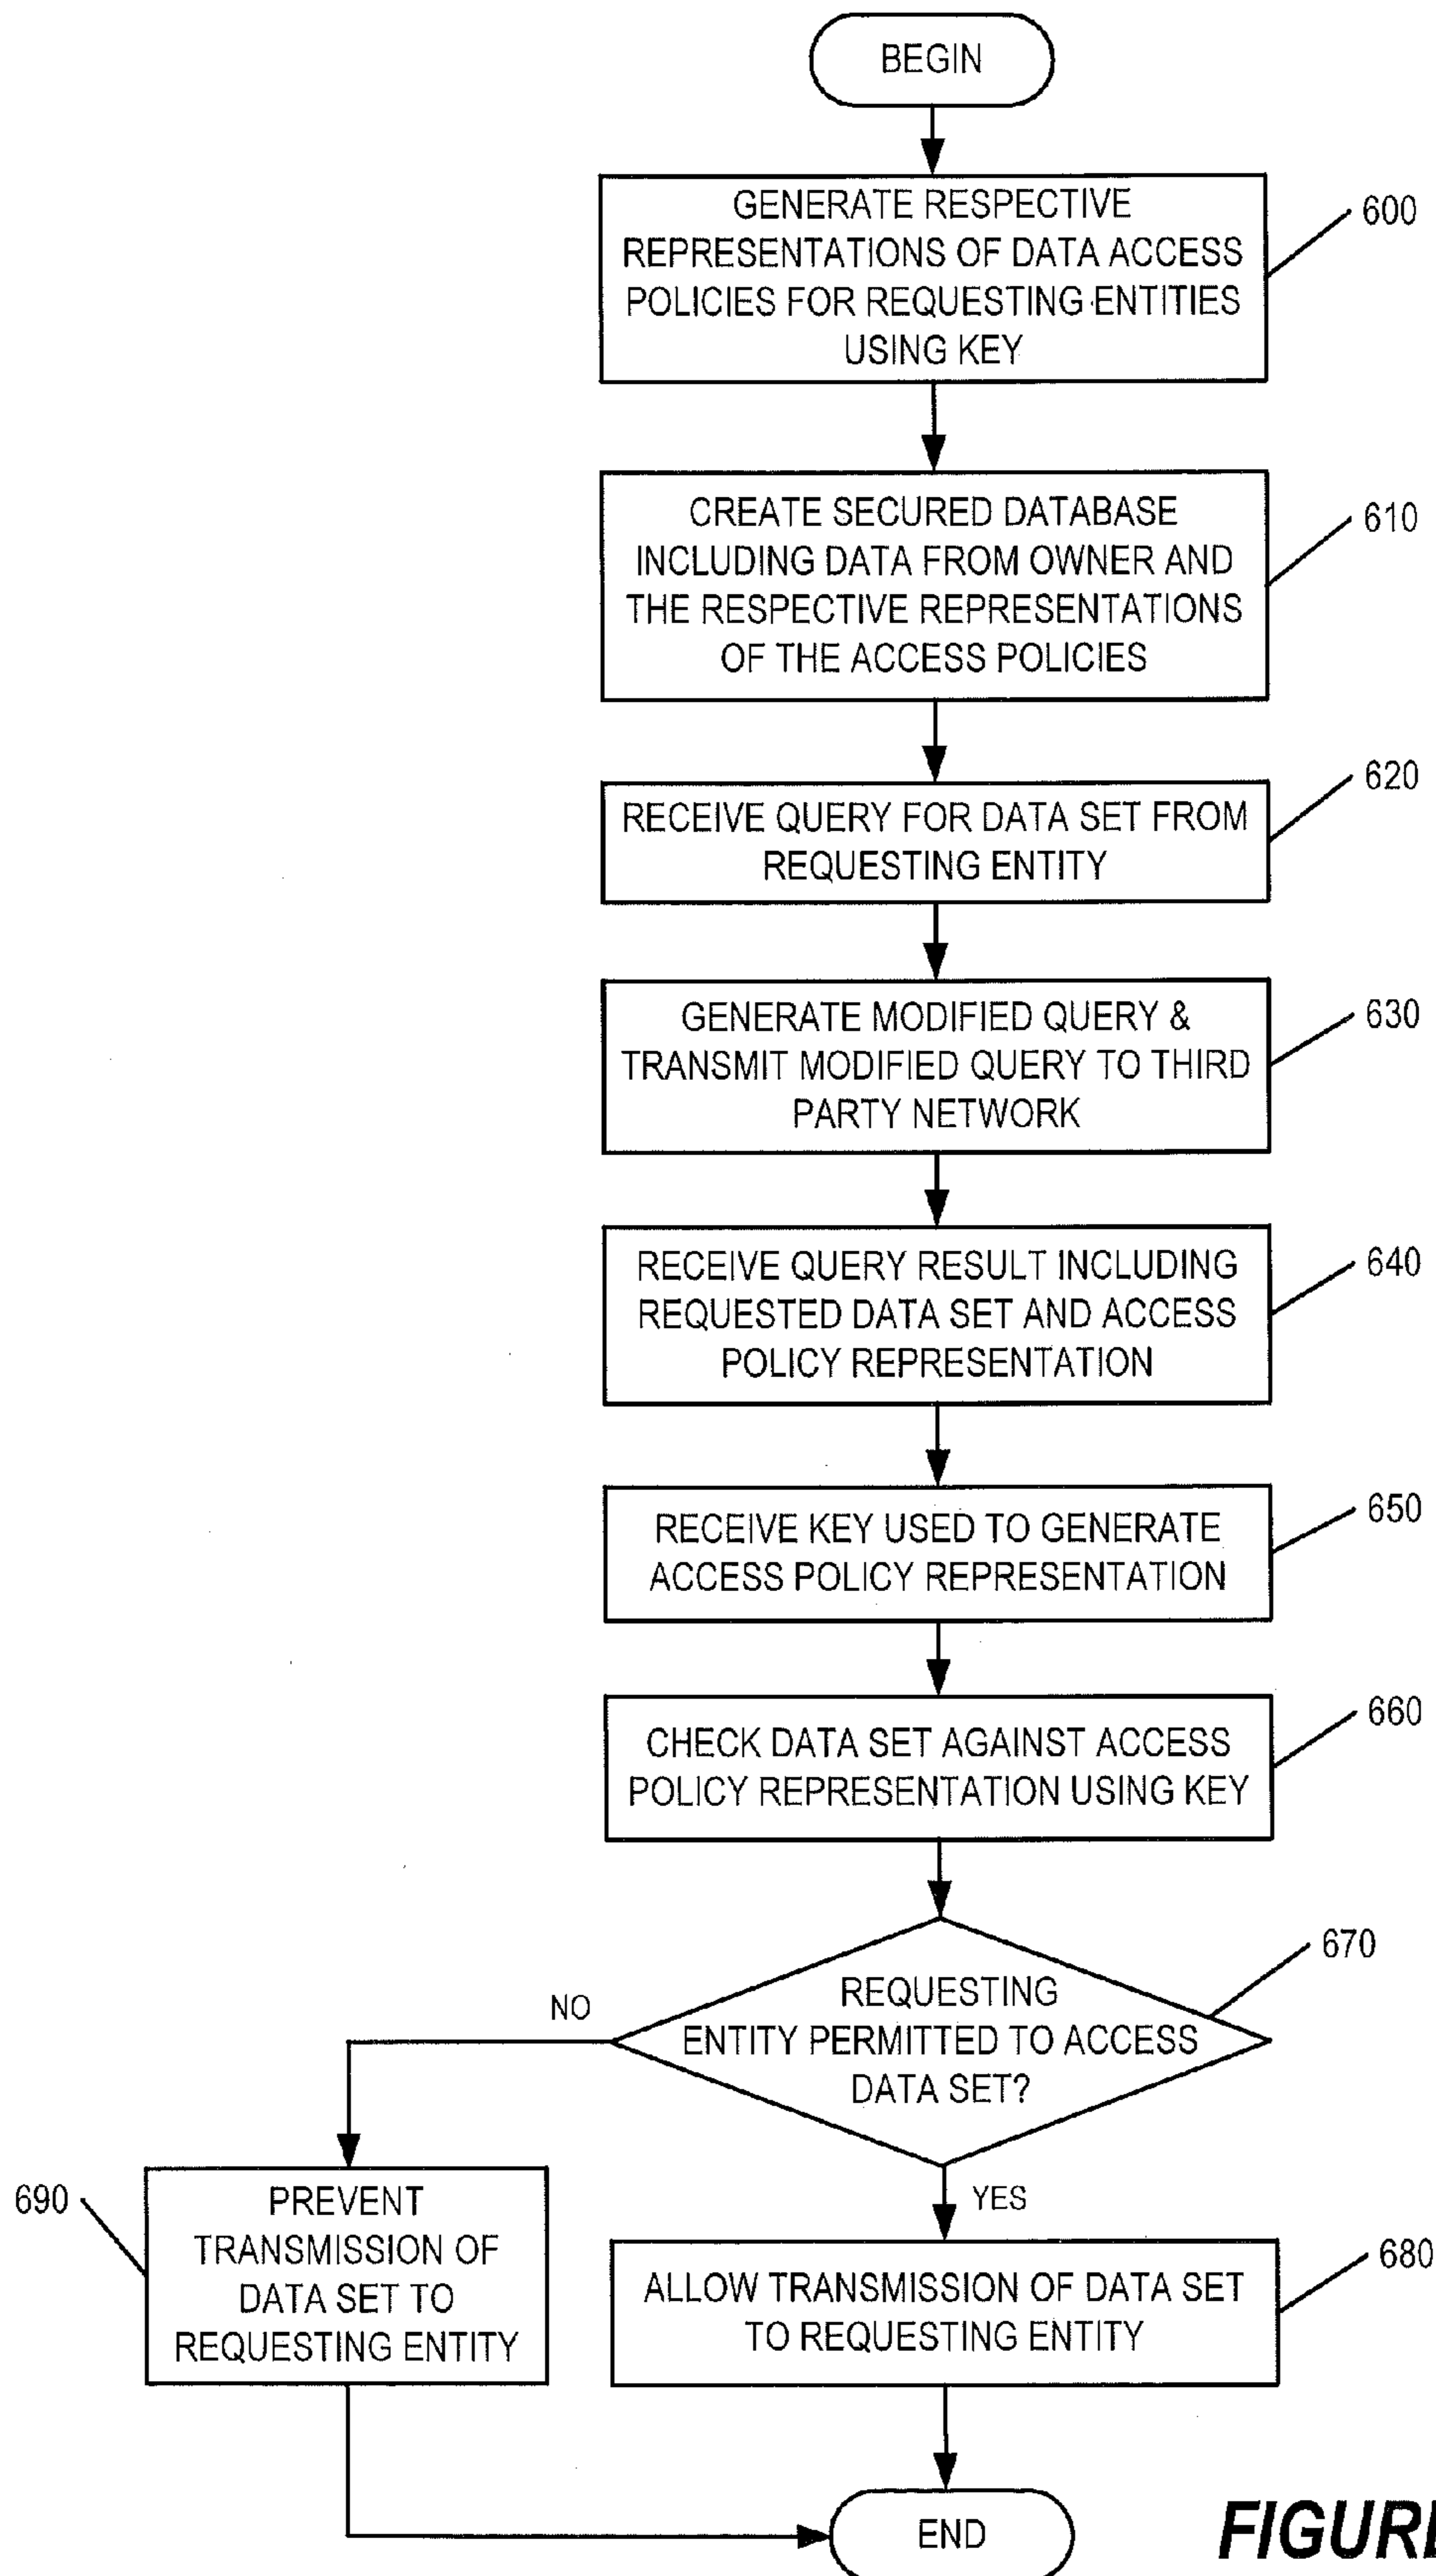 BEGIN
GENERATE RESPECTIVE
REPRESENTATIONS OF DATA ACCESS
POLICIES FOR REQUESTING ENTITIES
USING KEY
600
CREATE SECURED DATABASE
INCLUDING DATA FROM OWNER AND
THE RESPECTIVE REPRESENTATIONS
OF THE ACCESS POLICIES
610
RECEIVE QUERY FOR DATA SET FROM
REQUESTING ENTITY
620
GENERATE MODIFIED QUERY &
TRANSMIT MODIFIED QUERY TO THIRD
PARTY NETWORK
630
RECEIVE QUERY RESULT INCLUDING
REQUESTED DATA SET AND ACCESS
POLICY REPRESENTATION
640
RECEIVE KEY USED TO GENERATE
ACCESS POLICY REPRESENTATION
650
CHECK DATA SET AGAINST ACCESS
POLICY REPRESENTATION USING KEY
660
REQUESTING
ENTITY PERMITTED TO ACCESS
DATA SET?
670
NO
YES
690
PREVENT
TRANSMISSION OF
DATA SET TO
REQUESTING ENTITY
ALLOW TRANSMISSION OF DATA SET
TO REQUESTING ENTITY
680
END
FIGURE